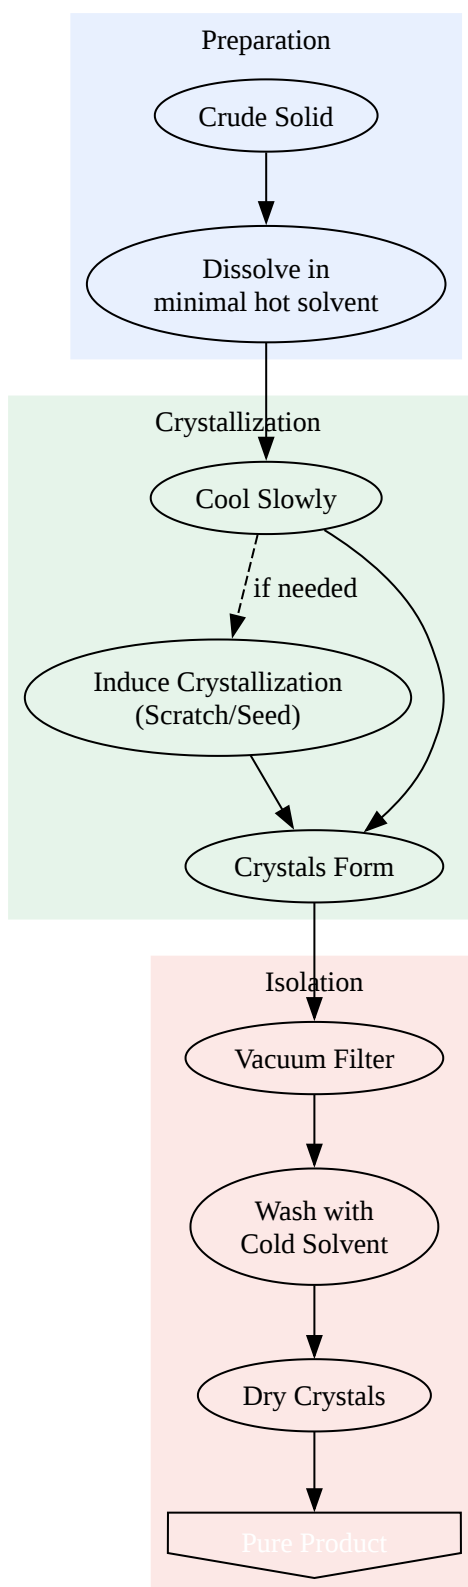 Preparation
Crude Solid
Dissolve in
minimal hot solvent
Crystallization
Cool Slowly
if needed
Induce Crystallization
(Scratch/Seed)
Crystals Form
Isolation
Vacuum Filter
Wash with
Cold Solvent
Dry Crystals
Pure Product